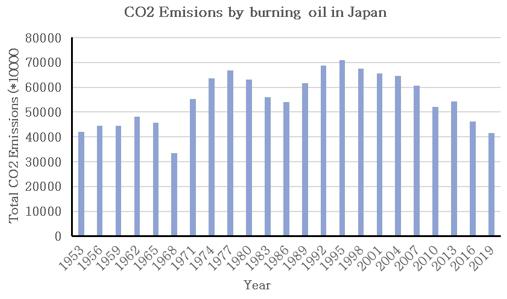 CO2 Emisions by burning oil in Japan
Total CO2 Emissions (*10000
80000
70000
60000
50000
40000
30000
20000
10000
0
1953 1956 1959 1962 1965 1968 1971 1974 1977 1980 1983 1986 1989 1992 1995 1998 2001 2004 2007 2010 2013 2016 2019
Year